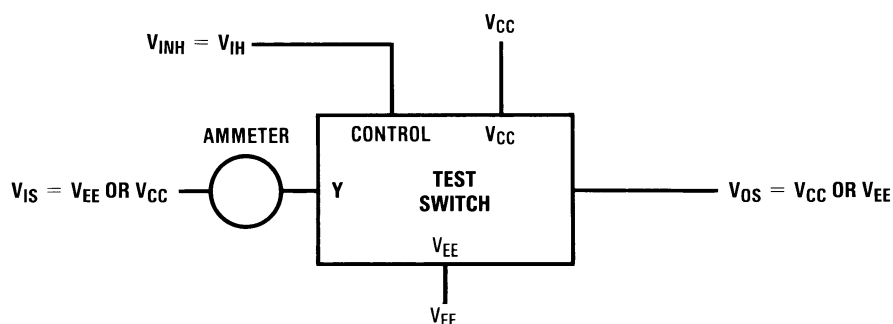 V_CC
V_INH = V_IH
AMMETER
CONTROL
V_CC
V_IS = V_EE OR V_CC
Y
TEST
SWITCH
V_OS = V_CC OR V_EE
V_EE
V_EE